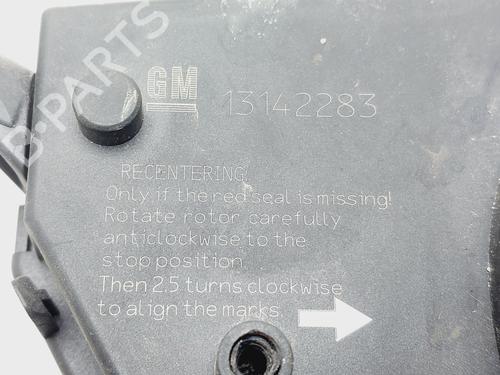 B-PARTS
GM 13142283
RECENTERING!
Only if the red seal is missing!
Rotate rotor carefully
anticlockwise to the
stop position.
Then 2.5 turns clockwise
to align the marks.